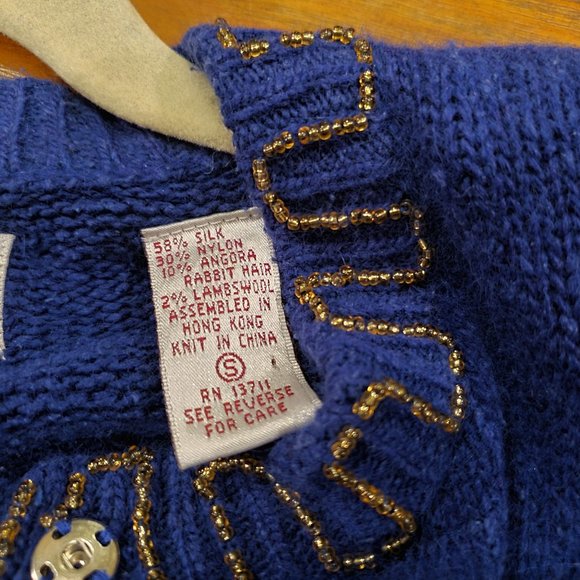 58% SILK
30% NYLON
10% ANGORA
RABBIT HAIR
2% LAMBSWOOL
ASSEMBLED IN
HONG KONG
KNIT IN CHINA
S
RN 13711
SEE REVERSE
FOR CARE